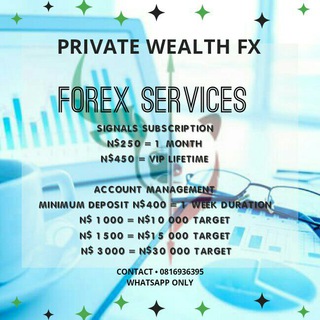 PRIVATE WEALTH FX
FOREX SERVICES
SIGNALS SUBSCRIPTION
N$250 = 1 MONTH
N$450 = VIP LIFETIME
ACCOUNT MANAGEMENT
MINIMUM DEPOSIT N$400 = 1 WEEK DURATION
N$ 1000 = N$10 000 TARGET
N$ 1500 = N$15 000 TARGET
N$ 3000 = N$30 000 TARGET
CONTACT • 0816936395
WHATSAPP ONLY